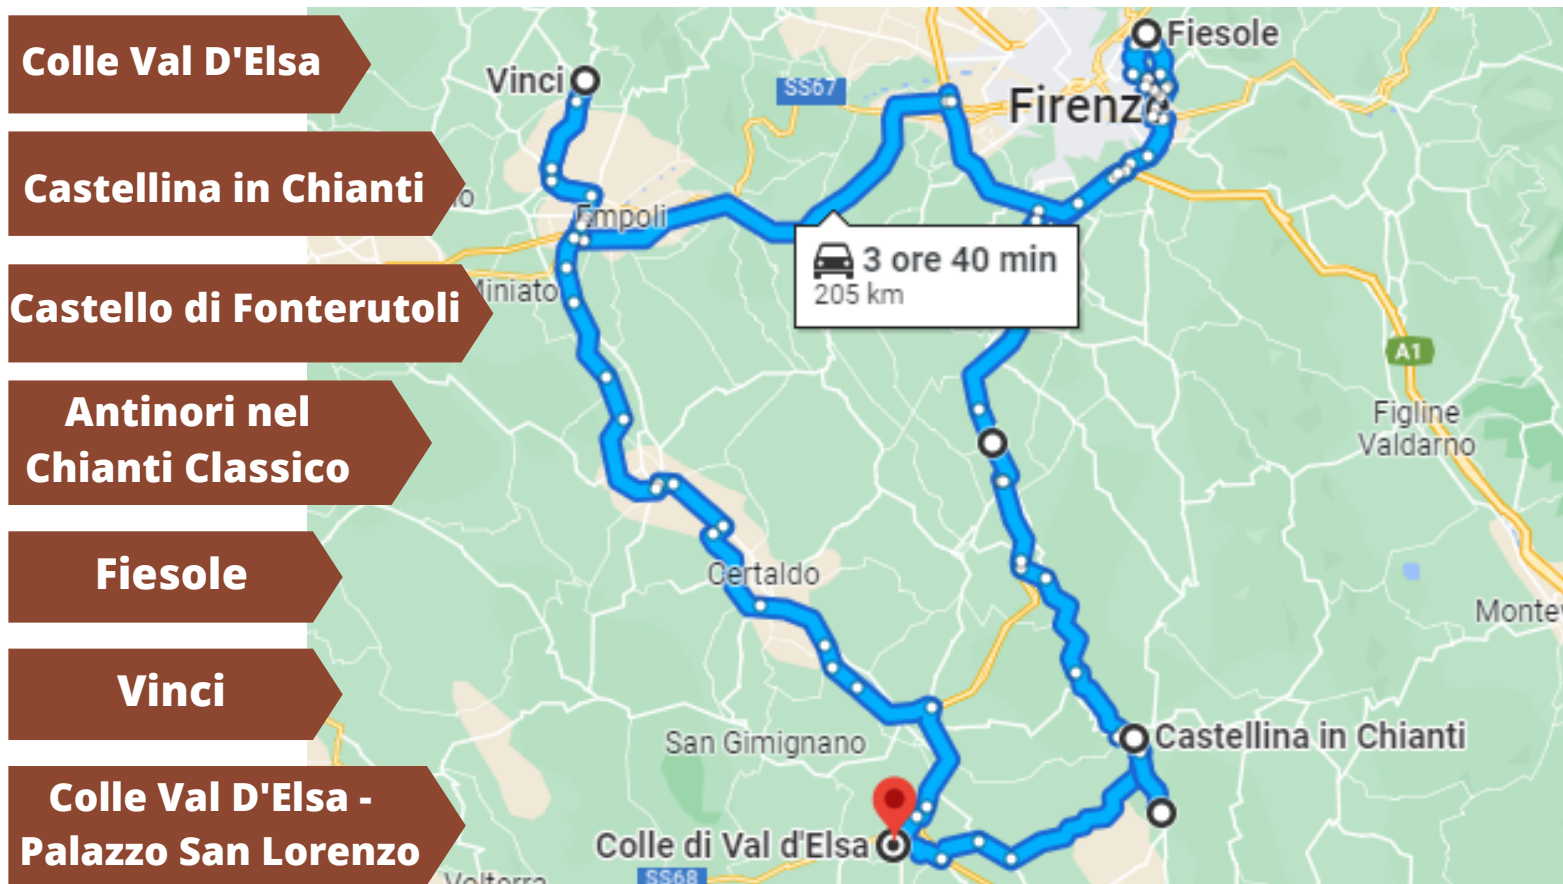 Colle Val D'Elsa
Castellina in Chianti
Castello di Fonterutoli
Antinori nel
Chianti Classico
Fiesole
Vinci
Colle Val D'Elsa -
Palazzo San Lorenzo
Fiesole
Vinci
SS67
Firenze
Empoli
Miniato
3 ore 40 min
205 km
A1
Figline
Valdarno
Certaldo
San Gimignano
Castellina in Chianti
Colle di Val d'Elsa
SS68
Volterra